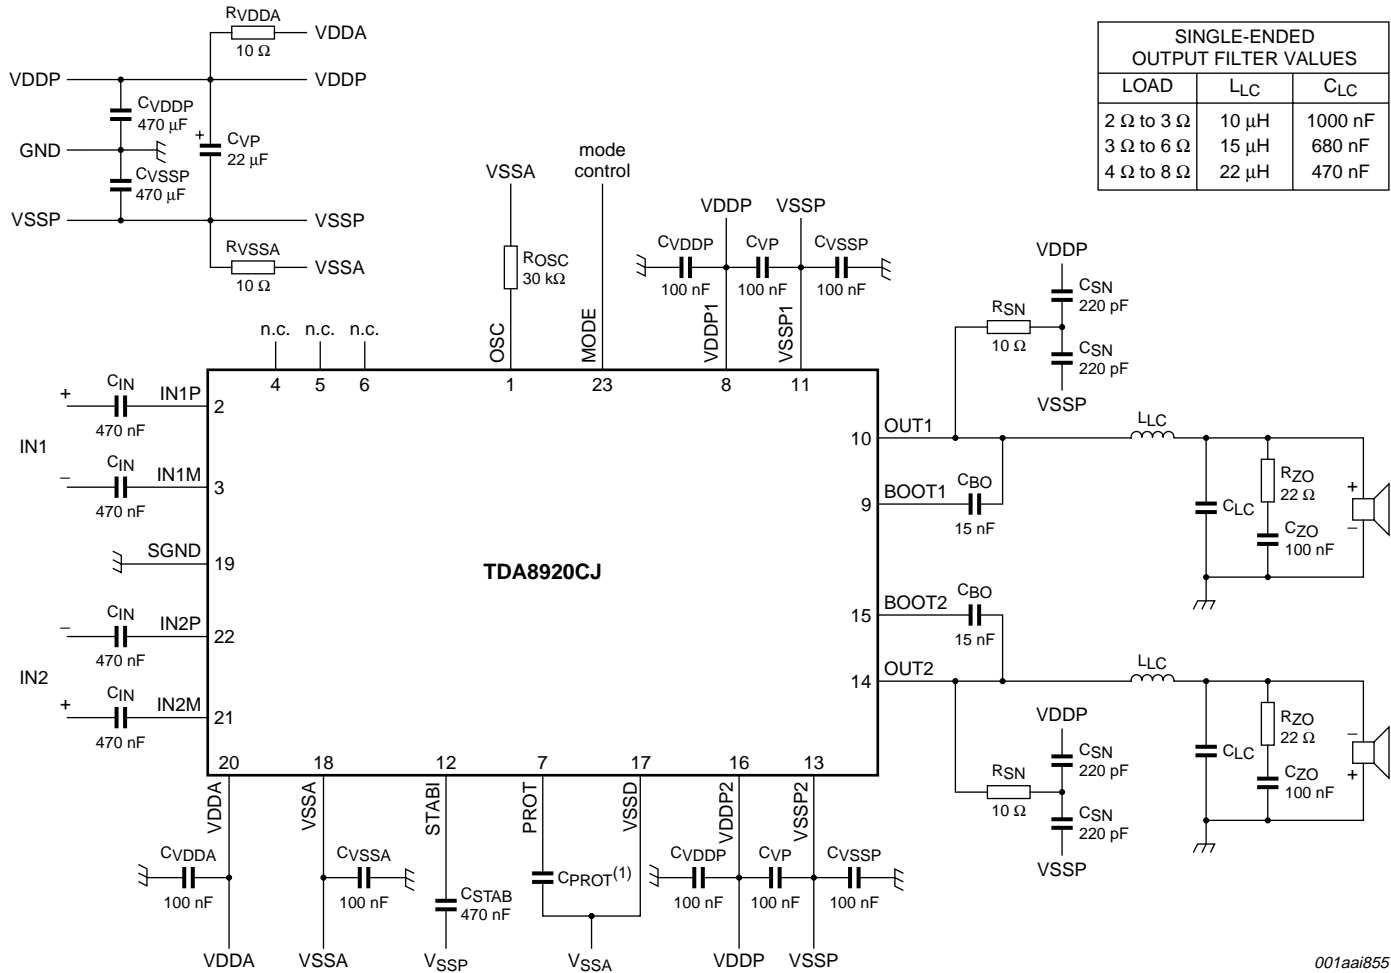 RVDDA
10 Ω
VDDA
VDDP
VDDP
CVDDP
470 μF
GND
+
CVP
22 μF
CVSSP
470 μF
VSSP
VSSP
RVSSA
10 Ω
VSSA
SINGLE-ENDED
OUTPUT FILTER VALUES
LOAD LLC CLC
2 Ω to 3 Ω 10 μH 1000 nF
3 Ω to 6 Ω 15 μH 680 nF
4 Ω to 8 Ω 22 μH 470 nF
VSSA
ROSC
30 kΩ
OSC
mode
control
MODE
VDDP
VSSP
CVDDP
100 nF
CVP
100 nF
CVSSP
100 nF
VDDP1
VSSP1
n.c. n.c. n.c.
4 5 6 1 23 8 11
+
CIN
470 nF
IN1P
2
IN1
–
CIN
470 nF
IN1M
3
SGND
19
–
CIN
470 nF
IN2P
22
IN2
+
CIN
470 nF
IN2M
21
TDA8920CJ
VDDP
CSN
220 pF
RSN
10 Ω
CSN
220 pF
VSSP
10
OUT1
LLC
9
BOOT1
CBO
15 nF
CLC
RZO
22 Ω
CZO
100 nF
+
–
15
BOOT2
CBO
15 nF
14
OUT2
LLC
VDDP
CSN
220 pF
RSN
10 Ω
CSN
220 pF
VSSP
CLC
RZO
22 Ω
CZO
100 nF
–
+
20 18 12 7 17 16 13
VDDA
VSSA
STABI
PROT
VSSD
VDDP2
VSSP2
CVDDA
100 nF
CVSSA
100 nF
CSTAB
470 nF
CPROT(1)
CVDDP
100 nF
CVP
100 nF
CVSSP
100 nF
VDDA
VSSA
VSSP
VSSA
VDDP
VSSP
001aai855